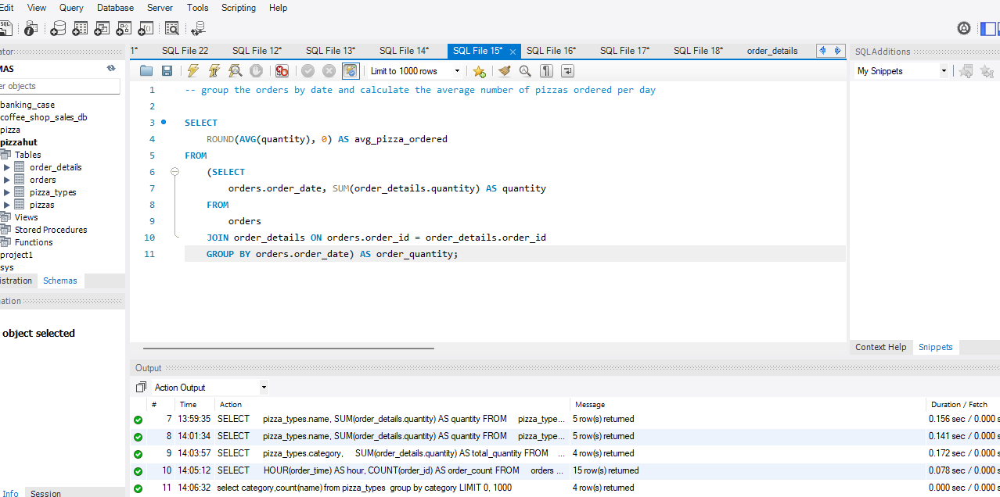 Edit View Query Database Server Tools Scripting Help
SQL
1* SQL File 22 SQL File 12* SQL File 13* SQL File 14* SQL File 15* SQL File 16* SQL File 17* SQL File 18* order_details
Limit to 1000 rows
ator
MAS
er objects
banking_case
coffee_shop_sales_db
pizza
pizzahut
Tables
order_details
orders
pizza_types
pizzas
Views
Stored Procedures
Functions
project1
sys
istration Schemas
ation
object selected
Info Session
1 -- group the orders by date and calculate the average number of pizzas ordered per day
2
3 SELECT
4 ROUND(AVG(quantity), 0) AS avg_pizza_ordered
5 FROM
6 (SELECT
7 orders.order_date, SUM(order_details.quantity) AS quantity
8 FROM
9 orders
10 JOIN order_details ON orders.order_id = order_details.order_id
11 GROUP BY orders.order_date) AS order_quantity;
SQLAdditions
My Snippets
Context Help Snippets
Output
Action Output
# Time Action Message Duration / Fetch
7 13:59:35 SELECT pizza_types.name, SUM(order_details.quantity) AS quantity FROM pizza_type... 5 row(s) returned 0.156 sec / 0.000 s
8 14:01:34 SELECT pizza_types.name, SUM(order_details.quantity) AS quantity FROM pizza_type... 5 row(s) returned 0.141 sec / 0.000 s
9 14:03:57 SELECT pizza_types.category, SUM(order_details.quantity) AS total_quantity FROM ... 4 row(s) returned 0.172 sec / 0.000 s
10 14:05:12 SELECT HOUR(order_time) AS hour, COUNT(order_id) AS order_count FROM orders ... 15 row(s) returned 0.078 sec / 0.000 s
11 14:06:32 select category,count(name) from pizza_types group by category LIMIT 0, 1000 4 row(s) returned 0.000 sec / 0.000 s